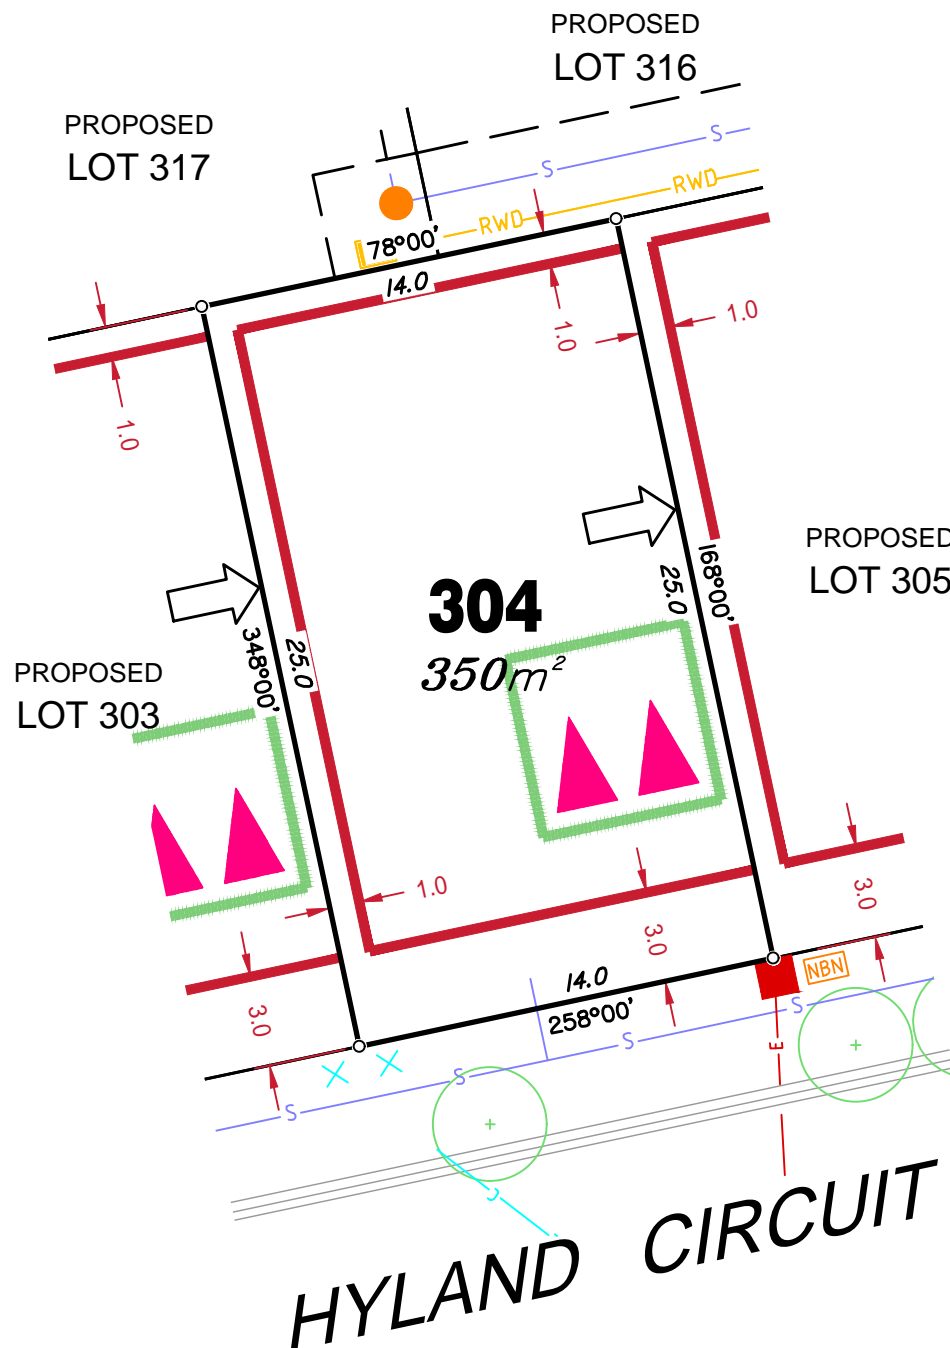 PROPOSED
LOT 316
PROPOSED
LOT 317
S
S
RWD
RWD
78°00'
14.0
1.0
1.0
1.0
PROPOSED
LOT 305
168°00'
25.0
304
350m²
25.0
348°00'
PROPOSED
LOT 303
1.0
3.0
3.0
3.0
NBN
14.0
258°00'
S
S
S
S
E
HYLAND CIRCUIT